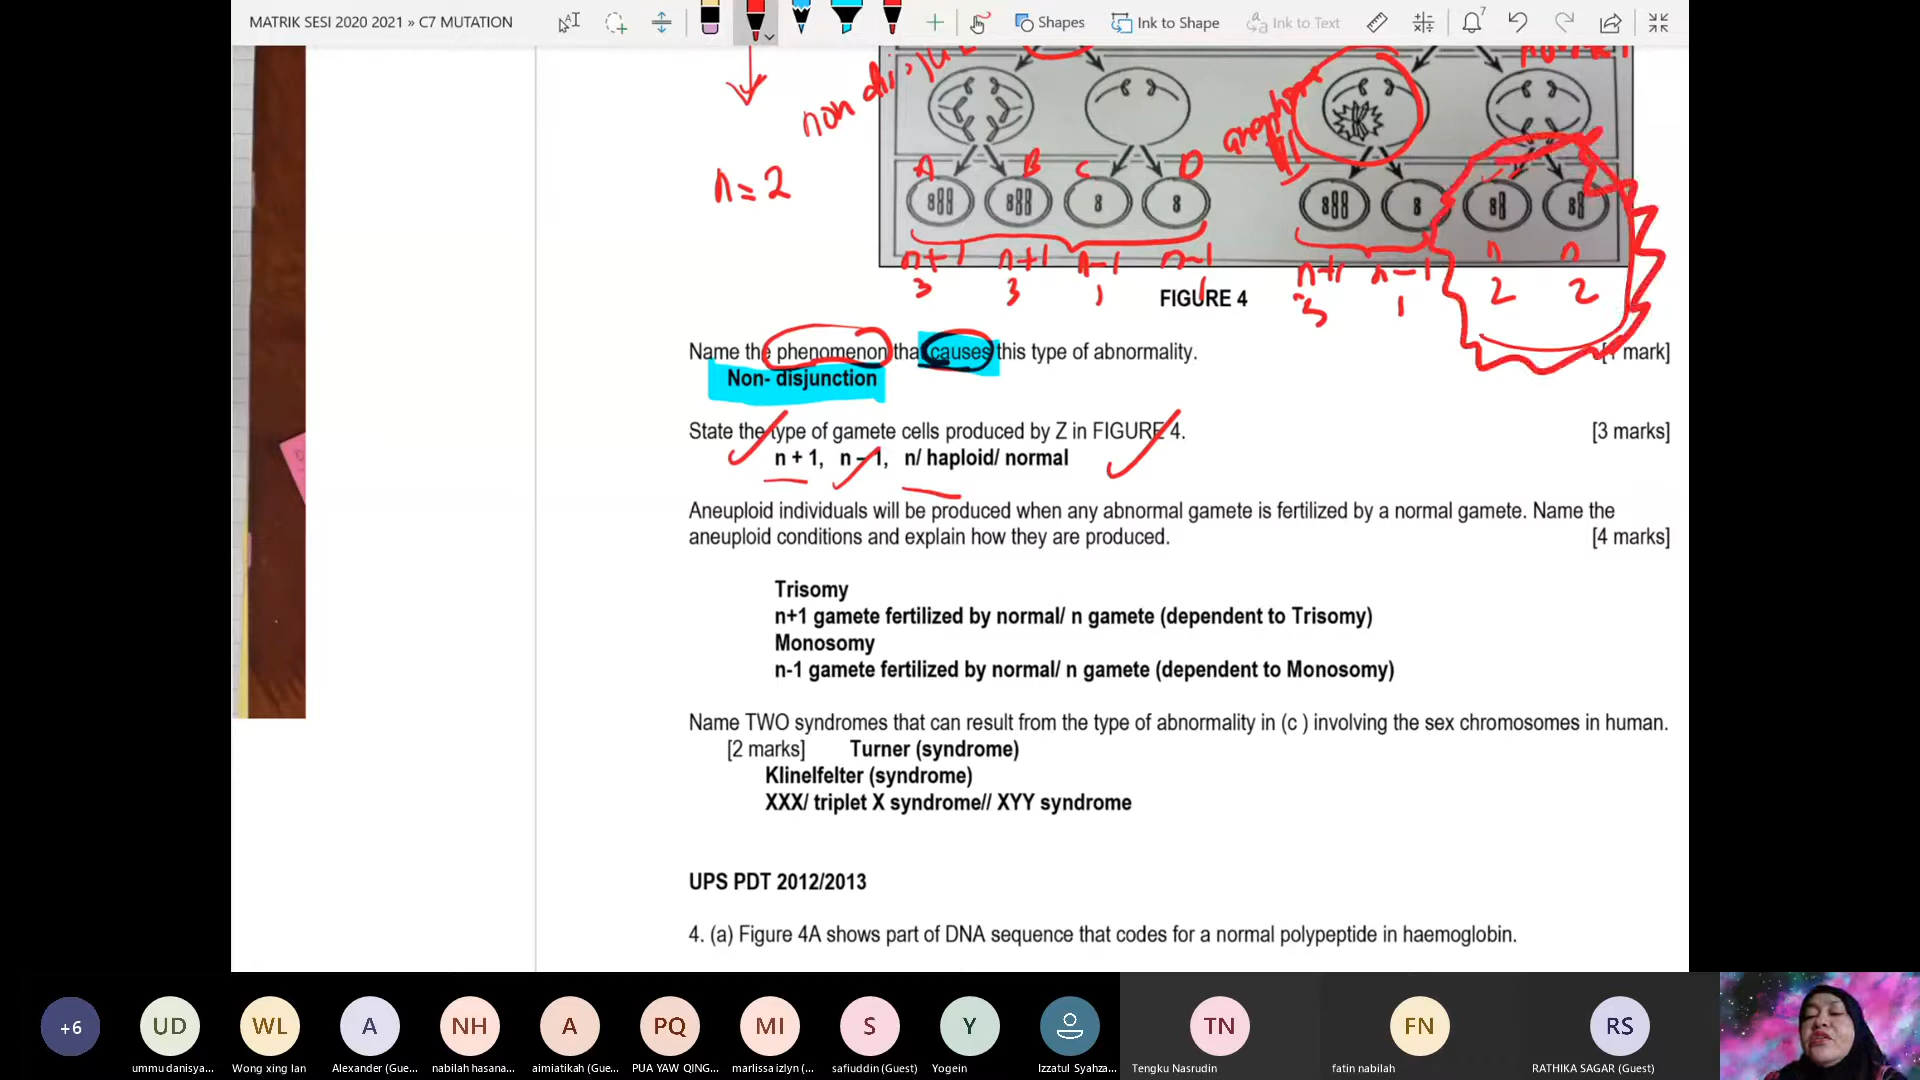 MATRIK SESI 2020 2021 » C7 MUTATION
Shapes
Ink to Shape
Ink to Text
7
non disju
A B C D
anaphase II
n=2
n+1 n+1 n-1 n-1
3 3 1 1
n+1 n-1 n n
3 1 2 2
FIGURE 4
Name the phenomenon that causes this type of abnormality. [1 mark]
Non- disjunction
State the type of gamete cells produced by Z in FIGURE 4. [3 marks]
n + 1, n – 1, n/ haploid/ normal
Aneuploid individuals will be produced when any abnormal gamete is fertilized by a normal gamete. Name the
aneuploid conditions and explain how they are produced. [4 marks]
Trisomy
n+1 gamete fertilized by normal/ n gamete (dependent to Trisomy)
Monosomy
n-1 gamete fertilized by normal/ n gamete (dependent to Monosomy)
Name TWO syndromes that can result from the type of abnormality in (c ) involving the sex chromosomes in human.
[2 marks] Turner (syndrome)
Klinelfelter (syndrome)
XXX/ triplet X syndrome// XYY syndrome
UPS PDT 2012/2013
4. (a) Figure 4A shows part of DNA sequence that codes for a normal polypeptide in haemoglobin.
+6 UD WL A NH A PQ MI S Y TN FN RS
ummu danisya... Wong xing lan Alexander (Gue... nabilah hasana... aimiatikah (Gue... PUA YAW QING... marlissa izlyn (... safiuddin (Guest) Yogein Izzatul Syahza... Tengku Nasrudin fatin nabilah RATHIKA SAGAR (Guest)